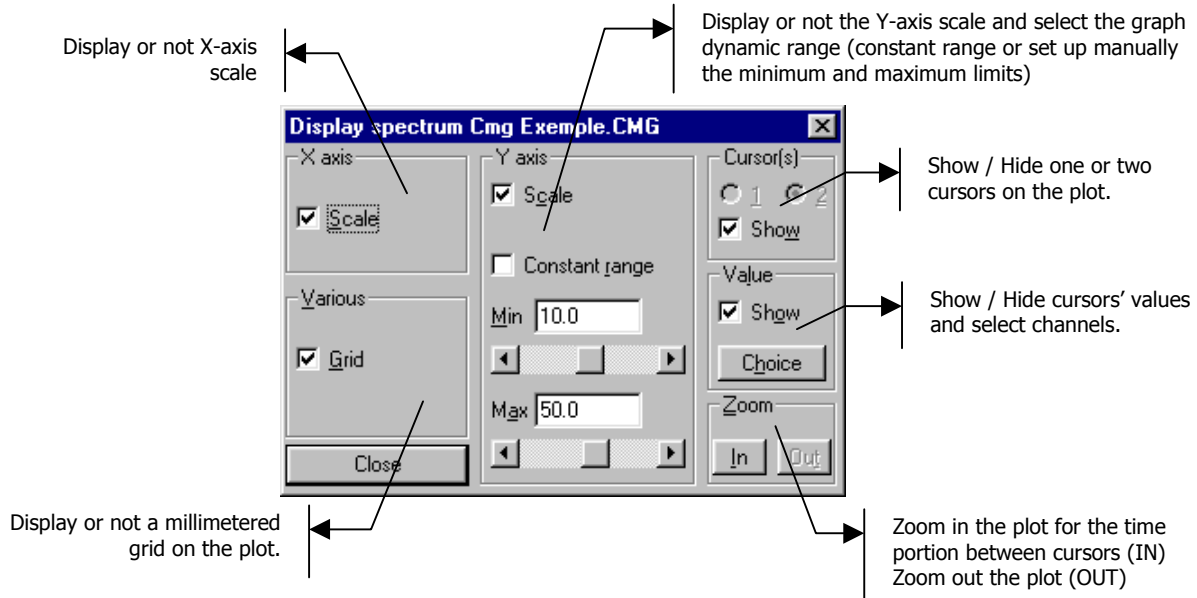 Display or not the Y-axis scale and select the graph
dynamic range (constant range or set up manually
the minimum and maximum limits)
Display or not X-axis
scale
Display spectrum Cmg Exemple.CMG
X axis
Scale
Various
Grid
Close
Y axis
Scale
Constant range
Min 10.0
Max 50.0
Cursor(s)
1 2
Show
Value
Show
Choice
Zoom
In Out
Show / Hide one or two
cursors on the plot.
Show / Hide cursors’ values
and select channels.
Display or not a millimetered
grid on the plot.
Zoom in the plot for the time
portion between cursors (IN)
Zoom out the plot (OUT)